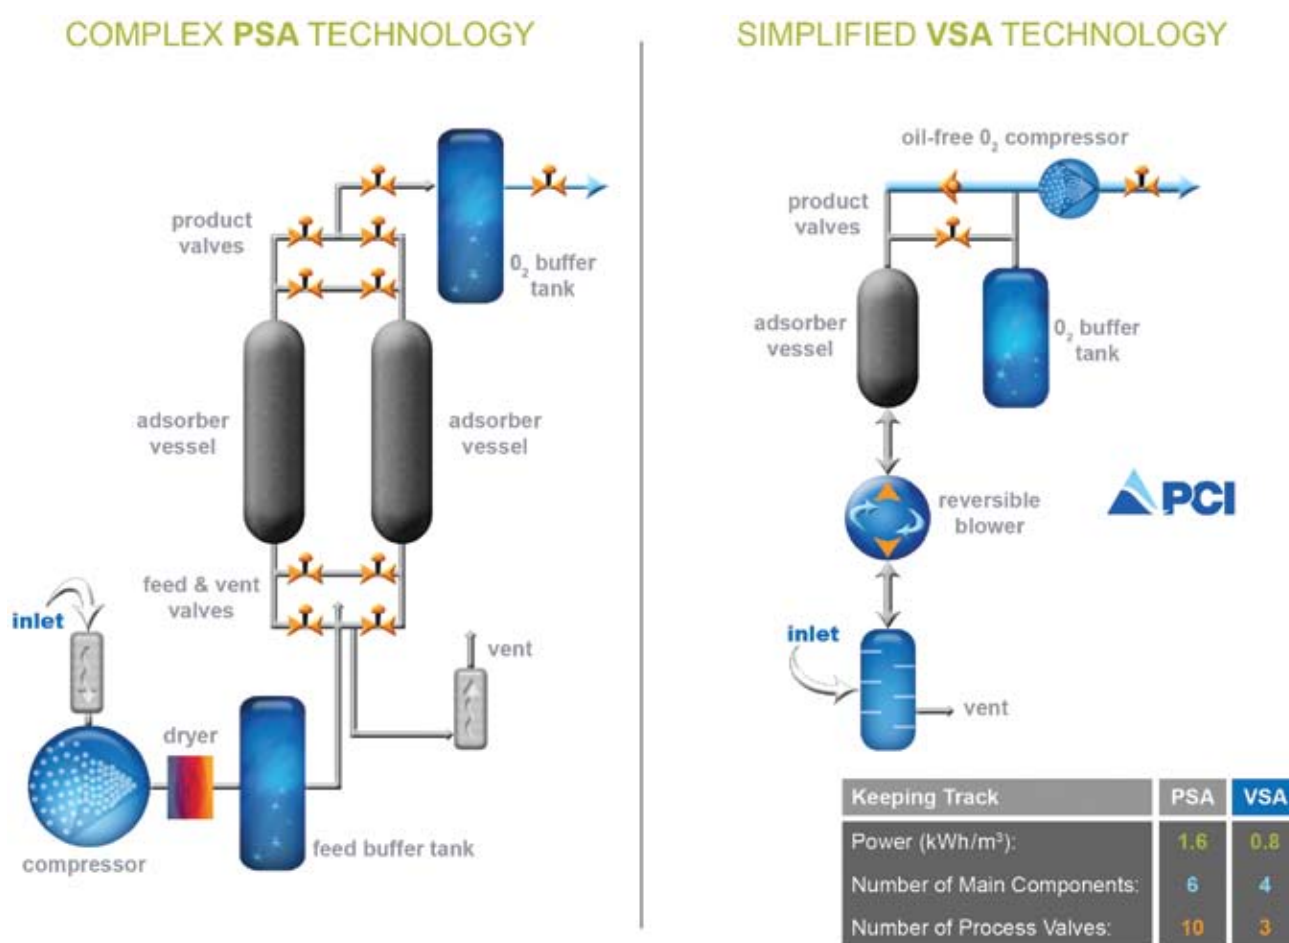 COMPLEX PSA TECHNOLOGY
product
valves
0₂ buffer
tank
adsorber
vessel
adsorber
vessel
feed & vent
valves
inlet
vent
dryer
compressor
feed buffer tank
SIMPLIFIED VSA TECHNOLOGY
oil-free 0₂ compressor
product
valves
adsorber
vessel
0₂ buffer
tank
reversible
blower
PCI
inlet
vent
Keeping Track PSA VSA
Power (kWh/m³): 1.6 0.8
Number of Main Components: 6 4
Number of Process Valves: 10 3